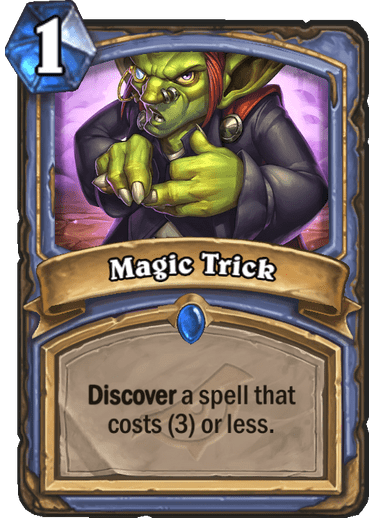 1
Magic Trick
Discover a spell that
costs (3) or less.